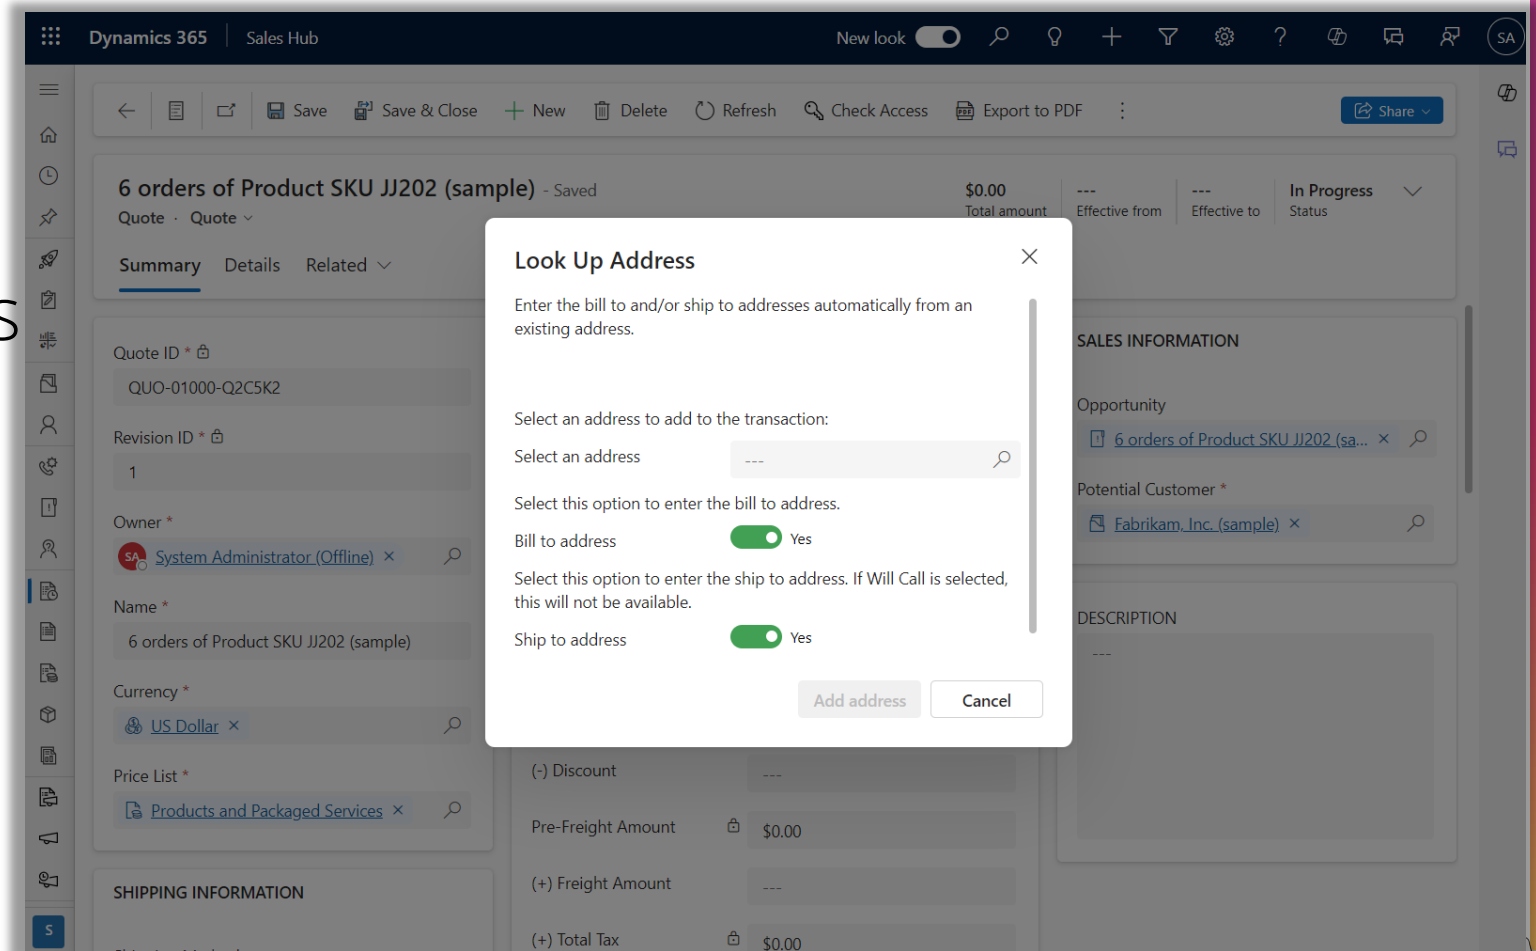 Dynamics 365 Sales Hub New look SA
Save Save & Close New Delete Refresh Check Access Export to PDF Share
6 orders of Product SKU JJ202 (sample) - Saved
Quote · Quote
$0.00
Total amount
---
Effective from
---
Effective to
In Progress
Status
Summary Details Related
S
Quote ID *
QUO-01000-Q2C5K2
Revision ID *
1
Owner *
SA System Administrator (Offline)
Name *
6 orders of Product SKU JJ202 (sample)
Currency *
US Dollar
Price List *
Products and Packaged Services
SHIPPING INFORMATION
Look Up Address
Enter the bill to and/or ship to addresses automatically from an
existing address.
Select an address to add to the transaction:
Select an address ---
Select this option to enter the bill to address.
Bill to address Yes
Select this option to enter the ship to address. If Will Call is selected,
this will not be available.
Ship to address Yes
Add address Cancel
(-) Discount ---
Pre-Freight Amount $0.00
(+) Freight Amount ---
(+) Total Tax $0.00
SALES INFORMATION
Opportunity
6 orders of Product SKU JJ202 (sa...
Potential Customer *
Fabrikam, Inc. (sample)
DESCRIPTION
---
S